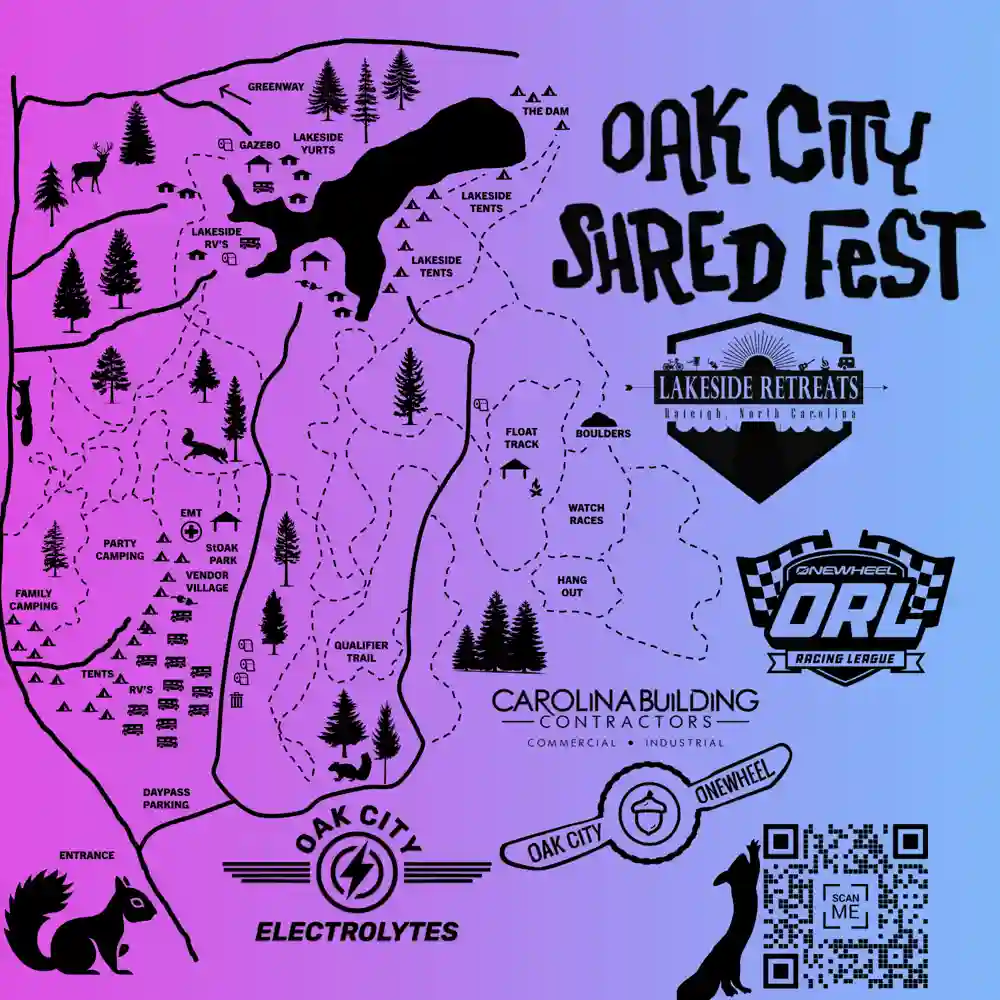 OAK CITY
SHRED FeST
GREENWAY
THE DAM
GAZEBO
LAKESIDE
YURTS
LAKESIDE
TENTS
LAKESIDE
RV'S
LAKESIDE
TENTS
LAKESIDE RETREATS
Raleigh, North Carolina
FLOAT
TRACK
BOULDERS
WATCH
RACES
EMT
PARTY
CAMPING
StOAK
PARK
VENDOR
VILLAGE
HANG
OUT
FAMILY
CAMPING
ONEWHEEL
ORL
RACING LEAGUE
QUALIFIER
TRAIL
TENTS
RV'S
CAROLINA BUILDING
CONTRACTORS
COMMERCIAL • INDUSTRIAL
DAYPASS
PARKING
OAK CITY
ONEWHEEL
ENTRANCE
OAK CITY
ELECTROLYTES
SCAN
ME